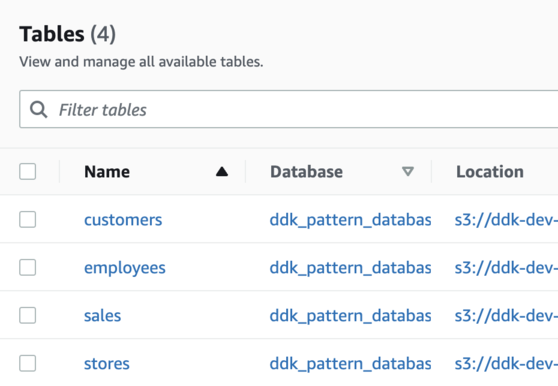 Tables (4)
View and manage all available tables.
Filter tables
Name Database Location
customers ddk_pattern_databas s3://ddk-dev-
employees ddk_pattern_databas s3://ddk-dev-
sales ddk_pattern_databas s3://ddk-dev-
stores ddk_pattern_databas s3://ddk-dev-